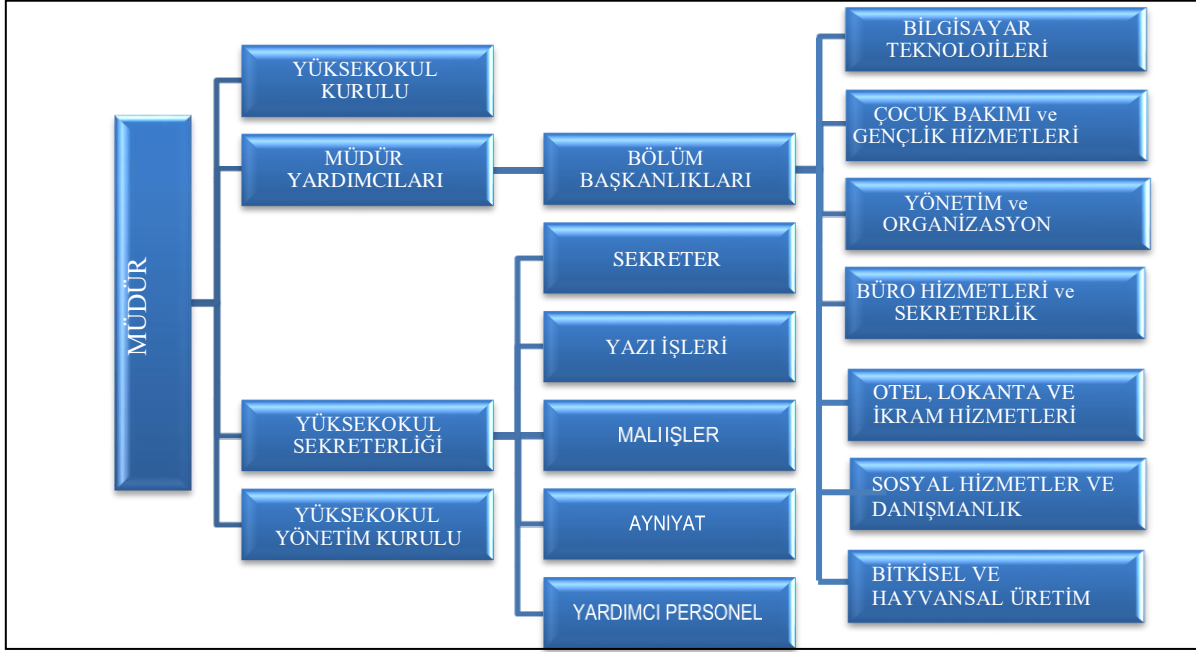 MÜDÜR
YÜKSEKOKUL
KURULU
MÜDÜR
YARDIMCILARI
YÜKSEKOKUL
SEKRETERLİĞİ
YÜKSEKOKUL
YÖNETİM KURULU
BÖLÜM
BAŞKANLIKLARI
SEKRETER
YAZI İŞLERİ
MALI IŞLER
AYNIYAT
YARDIMCI PERSONEL
BİLGİSAYAR
TEKNOLOJİLERİ
ÇOCUK BAKIMI ve
GENÇLİK HİZMETLERİ
YÖNETİM ve
ORGANİZASYON
BÜRO HİZMETLERİ ve
SEKRETERLİK
OTEL, LOKANTA VE
İKRAM HİZMETLERİ
SOSYAL HİZMETLER VE
DANIŞMANLIK
BİTKİSEL VE
HAYVANSAL ÜRETİM